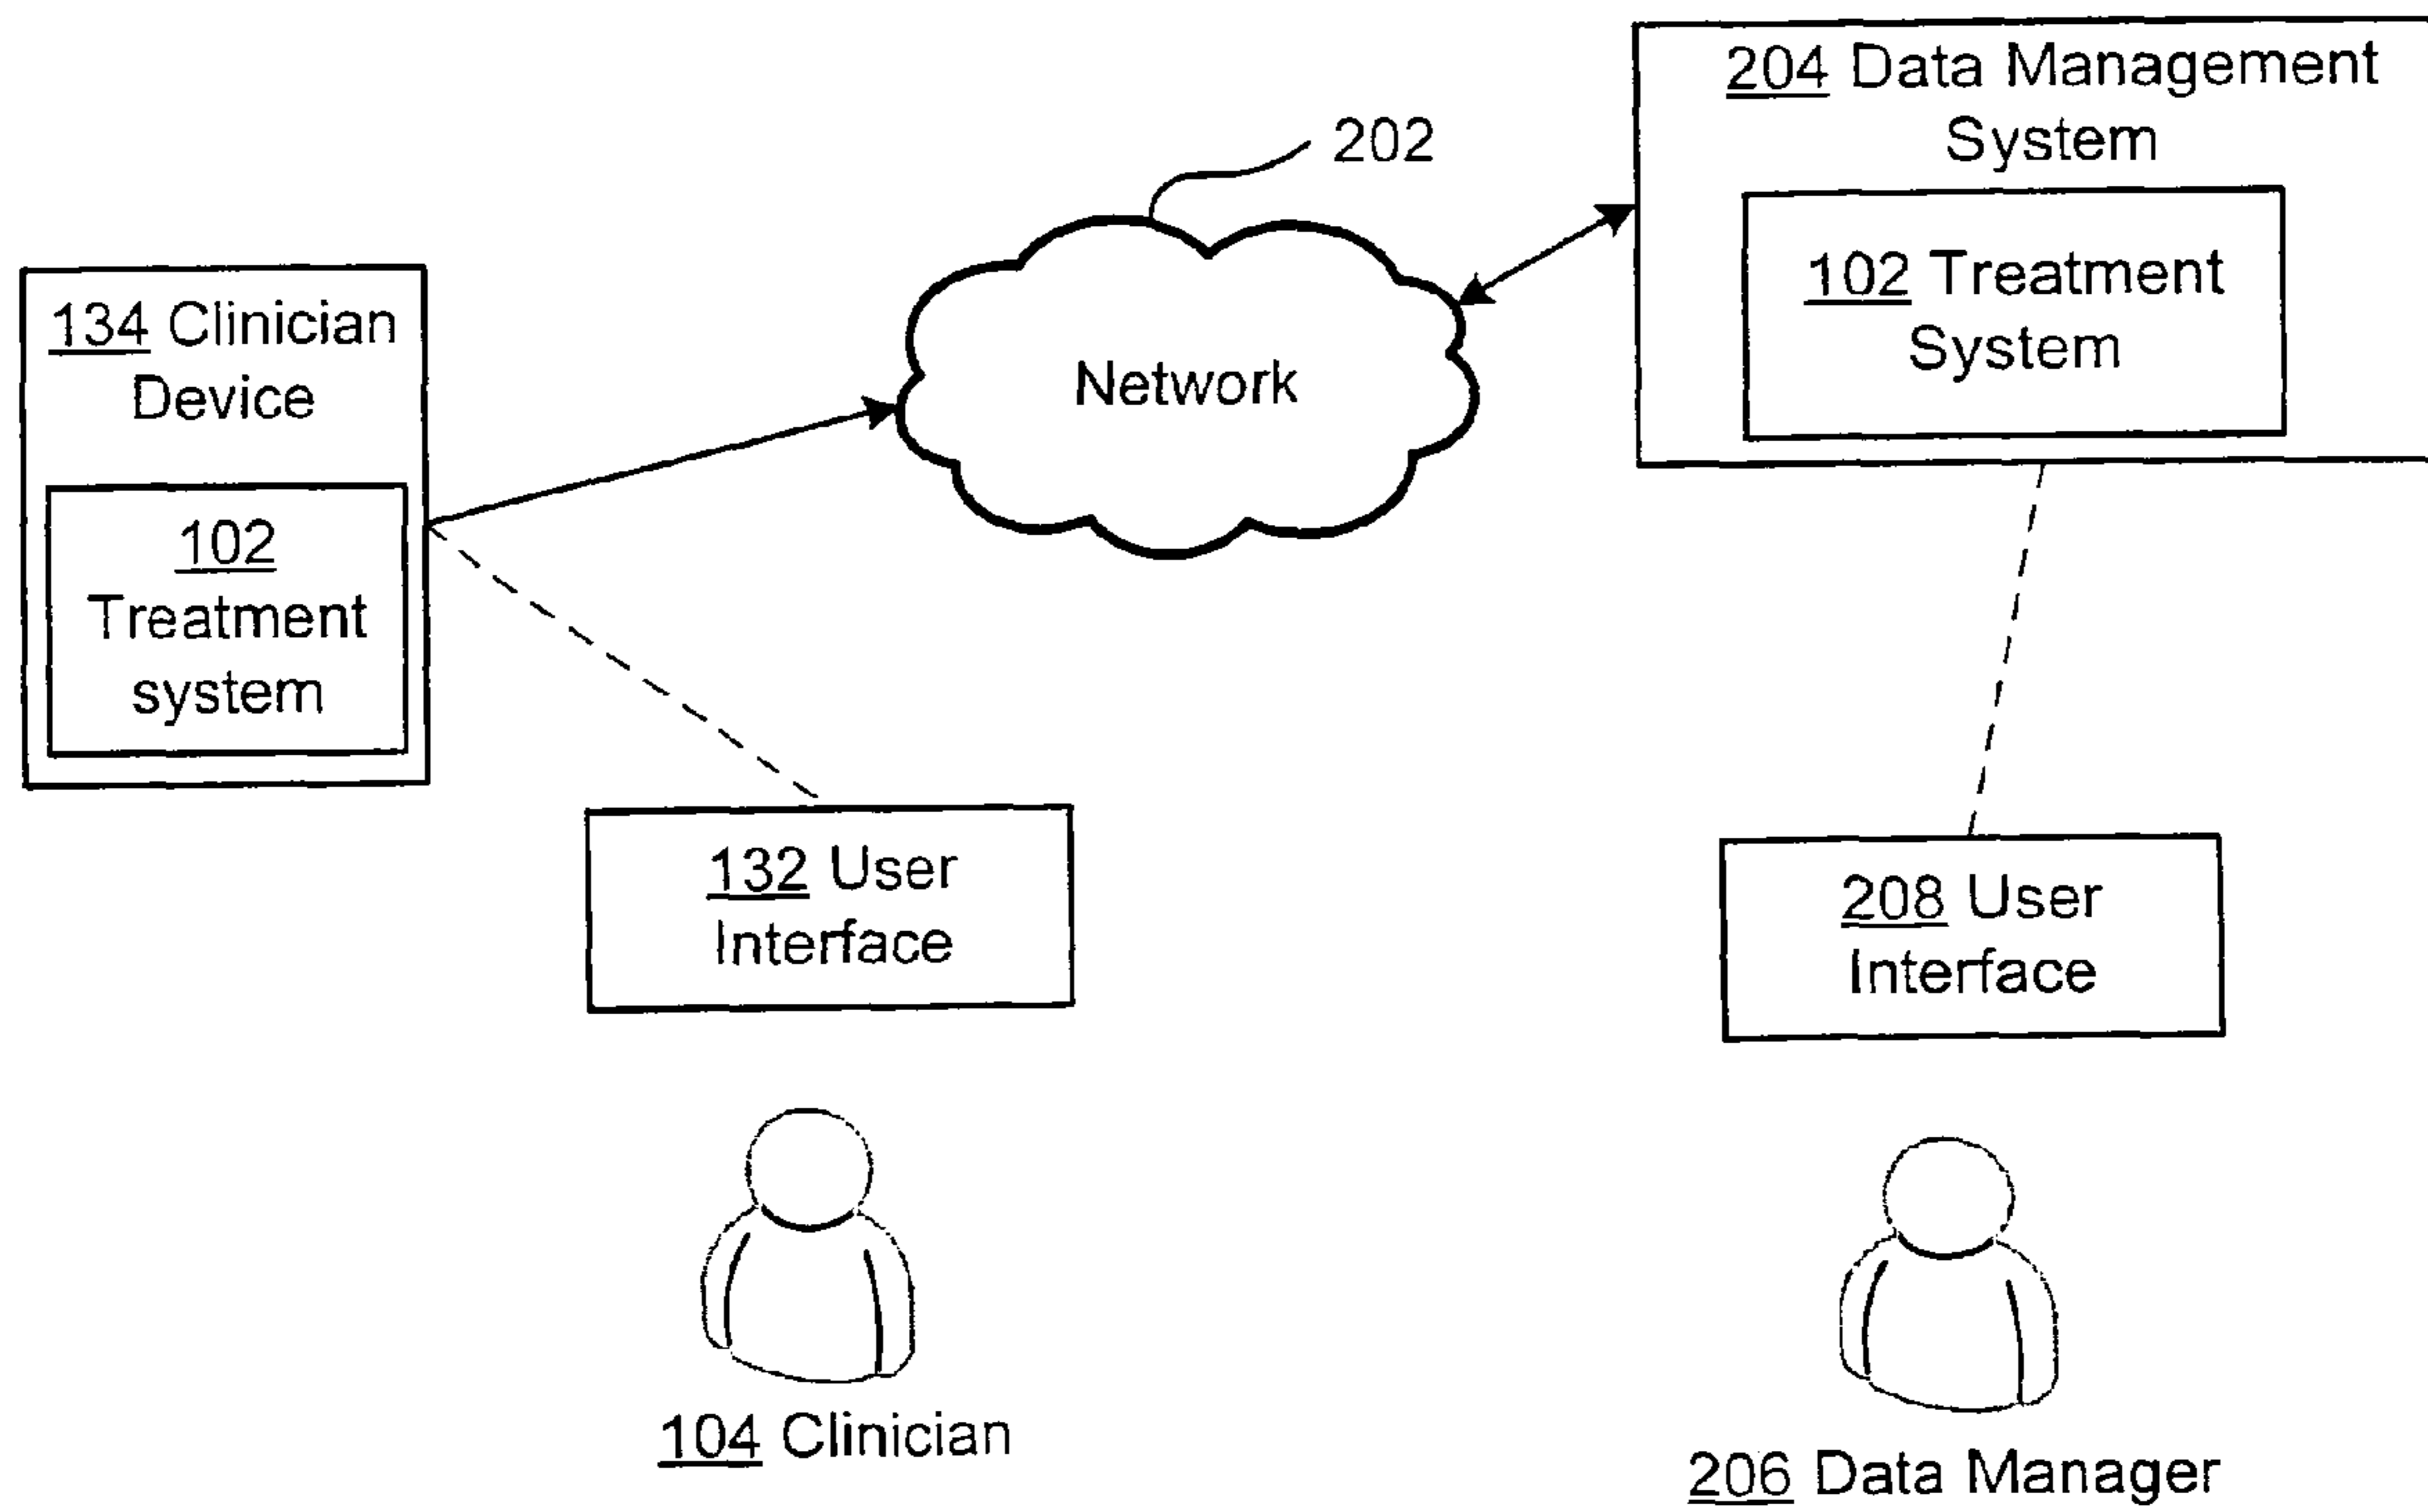 204 Data Management
System
202
102 Treatment
System
134 Clinician
Device
Network
102
Treatment
system
132 User
Interface
208 User
Interface
104 Clinician
206 Data Manager